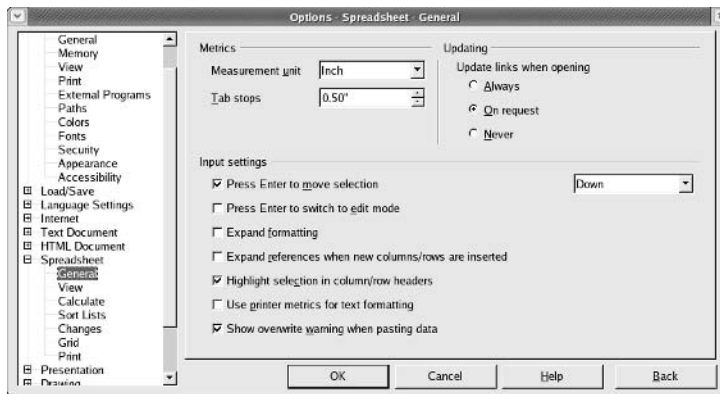 Options - Spreadsheet - General
General
Memory
View
Print
External Programs
Paths
Colors
Fonts
Security
Appearance
Accessibility
Load/Save
Language Settings
Internet
Text Document
HTML Document
Spreadsheet
General
View
Calculate
Sort Lists
Changes
Grid
Print
Presentation
Drawing
Metrics
Measurement unit
Inch
Tab stops
0.50"
Updating
Update links when opening
Always
On request
Never
Input settings
Press Enter to move selection
Down
Press Enter to switch to edit mode
Expand formatting
Expand references when new columns/rows are inserted
Highlight selection in column/row headers
Use printer metrics for text formatting
Show overwrite warning when pasting data
OK
Cancel
Help
Back